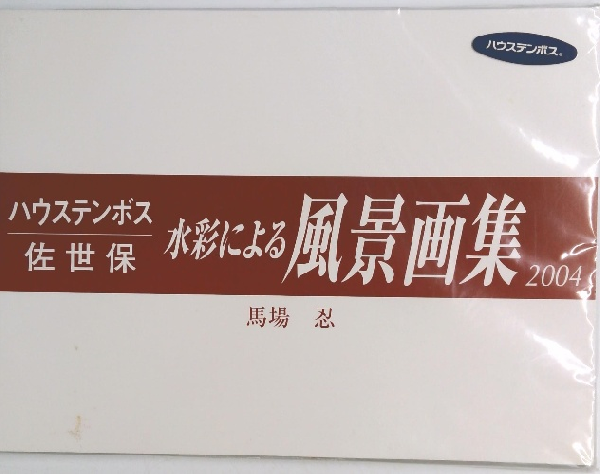 ハウステンボス®
ハウステンボス
佐世保
水彩による 風景画集 2004
馬場 忍